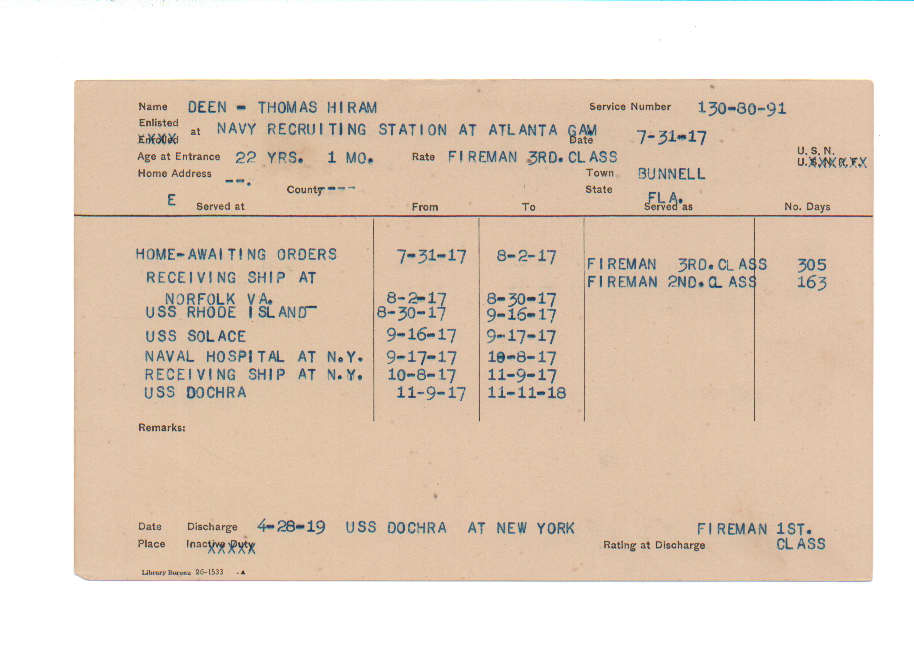 Name DEEN - THOMAS HIRAM Service Number 130-80-91
Enlisted
Enrolled at NAVY RECRUITING STATION AT ATLANTA GAM Date 7-31-17
Age at Entrance 22 YRS. 1 MO. Rate FIREMAN 3RD.CLASS U. S. N.
U.S.N.R.F.
Home Address --. Town BUNNELL
County --- State FLA.
E Served at From To Served as No. Days
HOME-AWAITING ORDERS 7-31-17 8-2-17 FIREMAN 3RD.CLASS 305
RECEIVING SHIP AT FIREMAN 2ND.CLASS 163
NORFOLK VA. 8-2-17 8-30-17
USS RHODE ISLAND 8-30-17 9-16-17
USS SOLACE 9-16-17 9-17-17
NAVAL HOSPITAL AT N.Y. 9-17-17 10-8-17
RECEIVING SHIP AT N.Y. 10-8-17 11-9-17
USS DOCHRA 11-9-17 11-11-18
Remarks:
Date Discharge 4-28-19 USS DOCHRA AT NEW YORK FIREMAN 1ST.
Place Inactive Duty Rating at Discharge CLASS
Library Bureau 26-1533 -▲